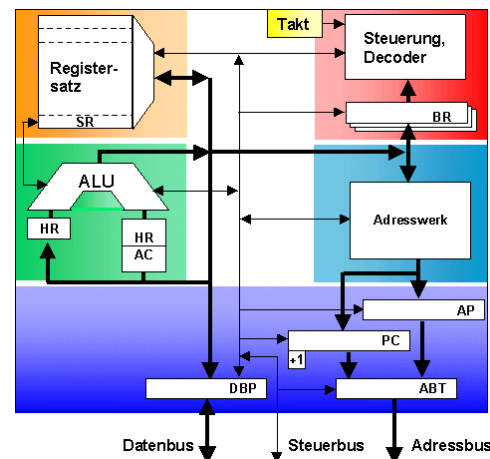 Takt
Register-
satz
SR
Steuerung,
Decoder
BR
ALU
HR
HR
AC
Adresswerk
AP
PC
+1
DBP
ABT
Datenbus
Steuerbus
Adressbus